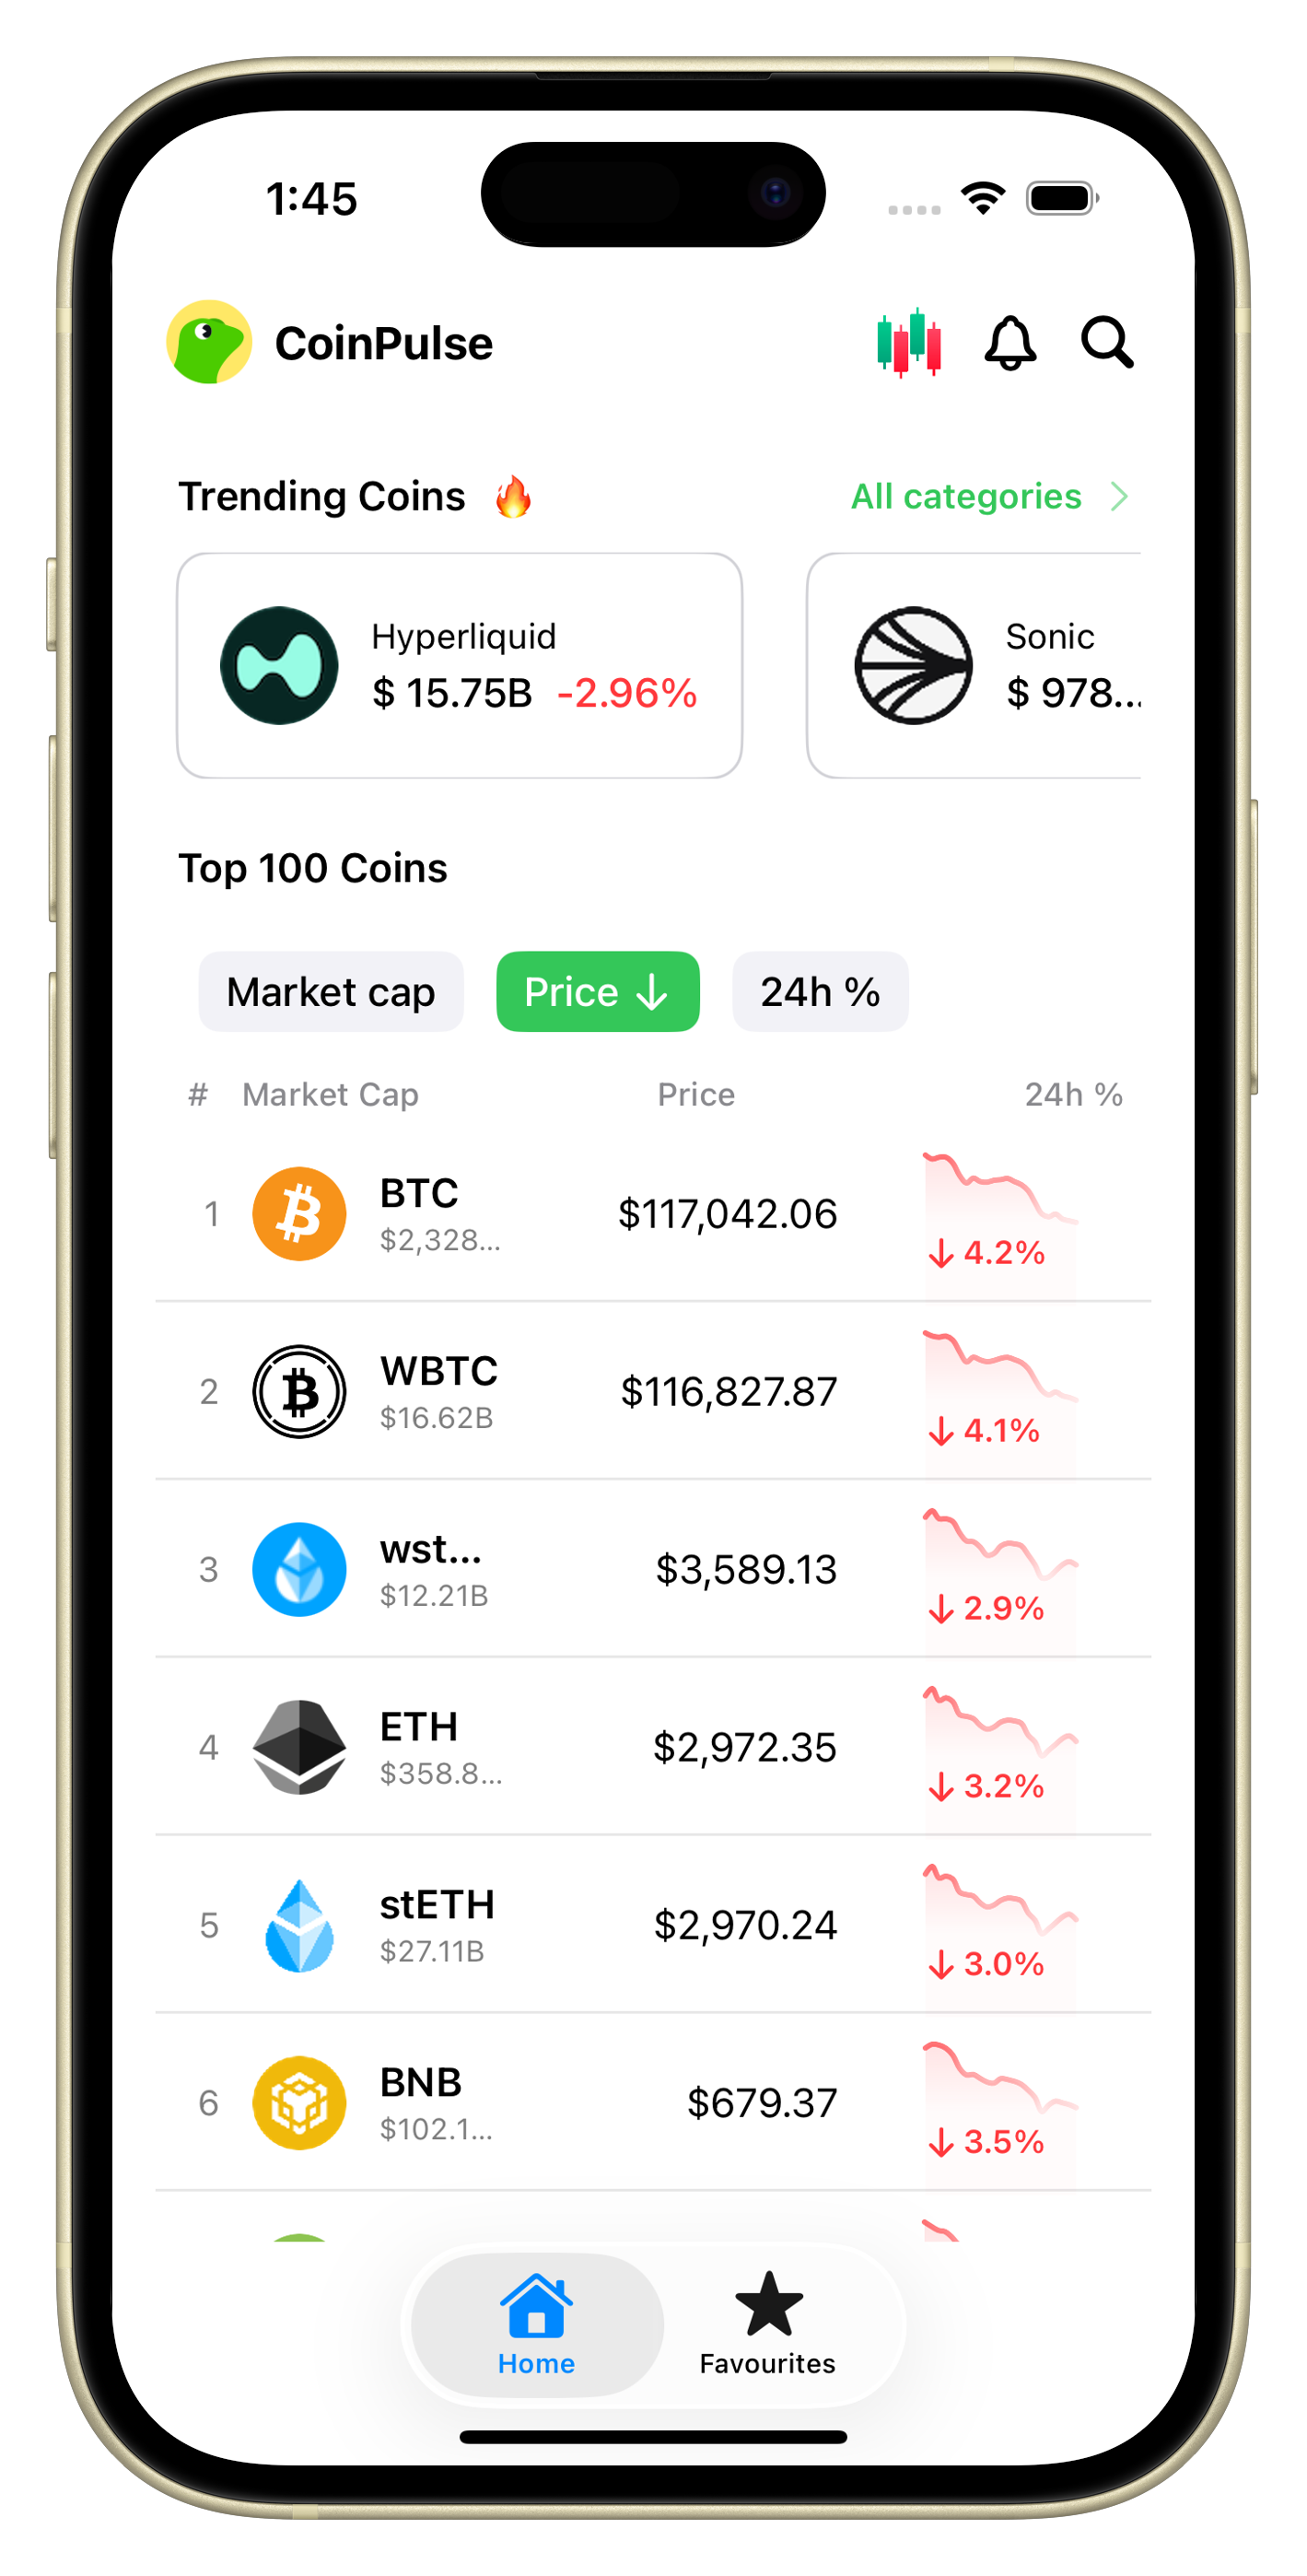 1:45
CoinPulse
Trending Coins 🔥 All categories
Hyperliquid
$ 15.75B -2.96%
Sonic
$ 978...
Top 100 Coins
Market cap Price ↓ 24h %
# Market Cap Price 24h %
1 BTC $117,042.06
$2,328... ↓ 4.2%
2 WBTC $116,827.87
$16.62B ↓ 4.1%
3 wst... $3,589.13
$12.21B ↓ 2.9%
4 ETH $2,972.35
$358.8... ↓ 3.2%
5 stETH $2,970.24
$27.11B ↓ 3.0%
6 BNB $679.37
$102.1... ↓ 3.5%
Home Favourites